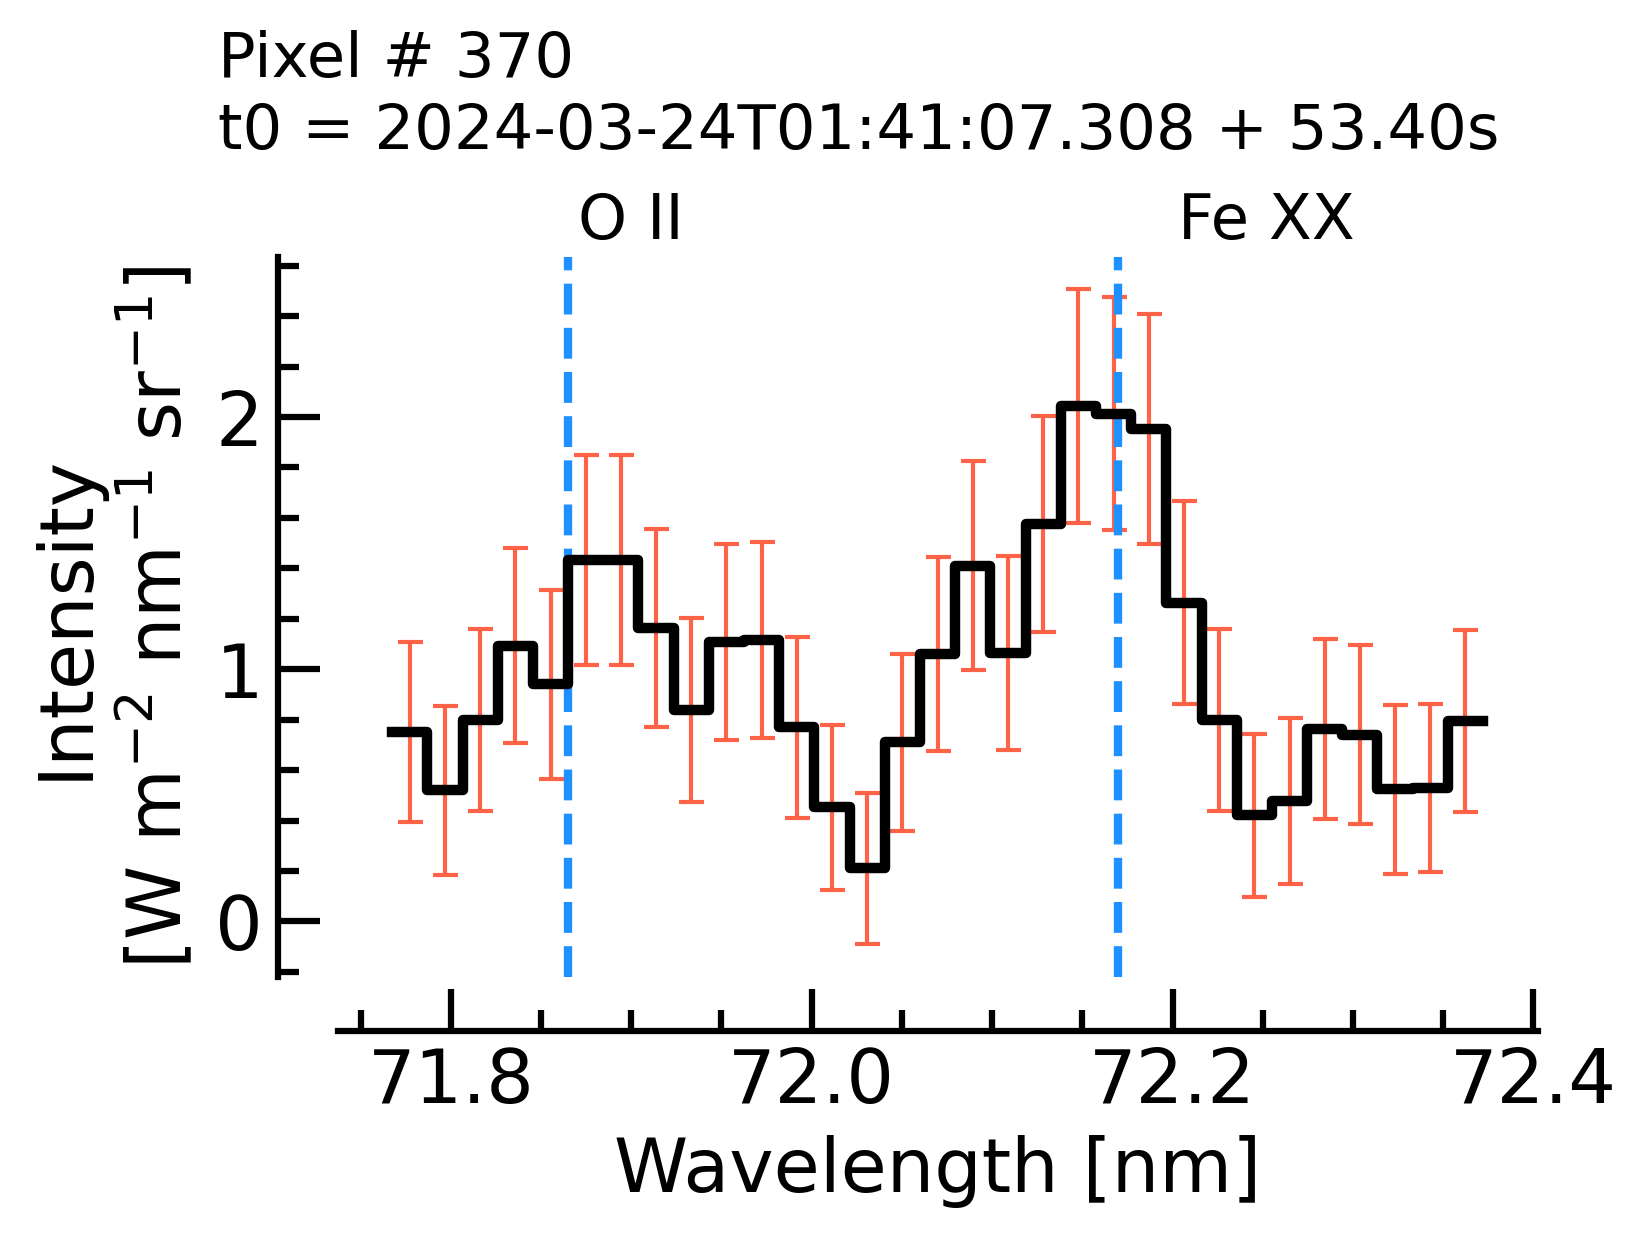 Pixel # 370
t0 = 2024-03-24T01:41:07.308 + 53.40s
O II
Fe XX
Intensity
[W m⁻² nm⁻¹ sr⁻¹]
2
1
0
71.8 72.0 72.2 72.4
Wavelength [nm]